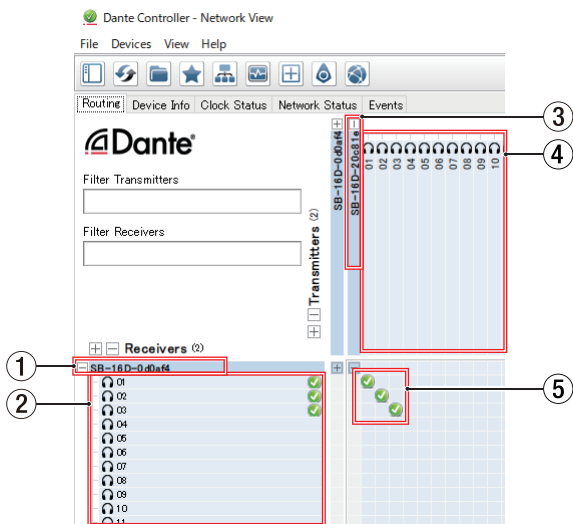 Dante Controller - Network View
File Devices View Help
Routing Device Info Clock Status Network Status Events
Dante®
Filter Transmitters
Filter Receivers
Transmitters (2)
SB-16D-0d0af4
SB-16D-20c81e
01
02
03
04
05
06
07
08
09
10
Receivers (2)
SB-16D-0d0af4
01
02
03
04
05
06
07
08
09
10
11
1
2
3
4
5